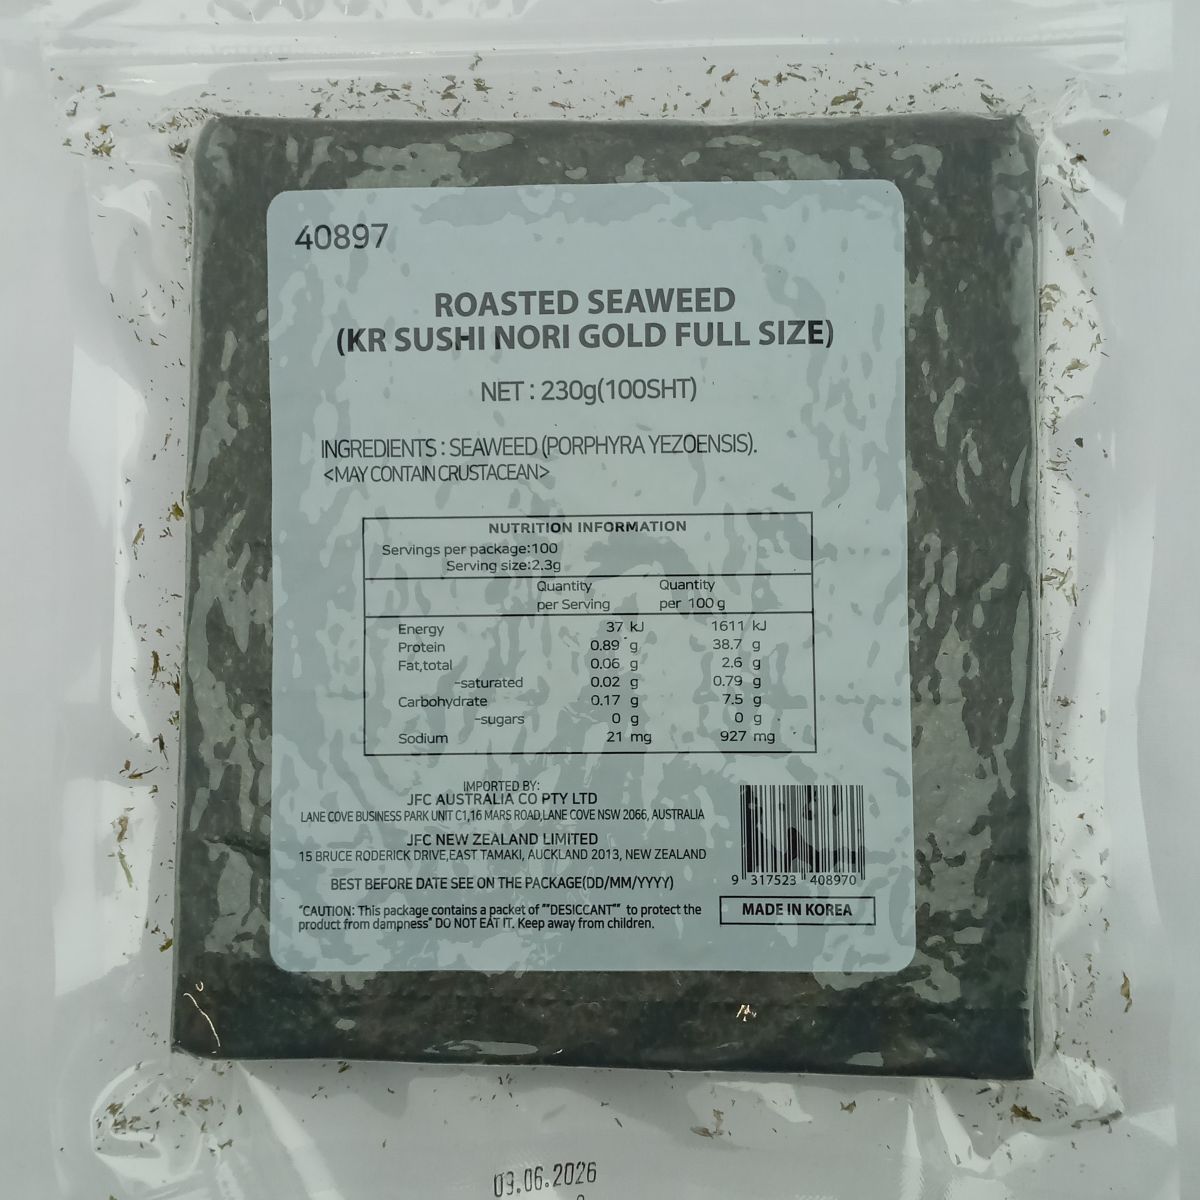 40897
ROASTED SEAWEED
(KR SUSHI NORI GOLD FULL SIZE)
NET : 230g(100SHT)
INGREDIENTS : SEAWEED (PORPHYRA YEZOENSIS).
<MAY CONTAIN CRUSTACEAN>
NUTRITION INFORMATION
Servings per package:100
Serving size:2.3g
Quantity per Serving Quantity per 100 g
Energy 37 kJ 1611 kJ
Protein 0.89 g 38.7 g
Fat,total 0.06 g 2.6 g
-saturated 0.02 g 0.79 g
Carbohydrate 0.17 g 7.5 g
-sugars 0 g 0 g
Sodium 21 mg 927 mg
IMPORTED BY:
JFC AUSTRALIA CO PTY LTD
LANE COVE BUSINESS PARK UNIT C1,16 MARS ROAD,LANE COVE NSW 2066, AUSTRALIA
JFC NEW ZEALAND LIMITED
15 BRUCE RODERICK DRIVE,EAST TAMAKI, AUCKLAND 2013, NEW ZEALAND
BEST BEFORE DATE SEE ON THE PACKAGE(DD/MM/YYYY)
"CAUTION: This package contains a packet of ""DESICCANT"" to protect the
product from dampness" DO NOT EAT IT. Keep away from children.
9 317523 408970
MADE IN KOREA
09.06.2026